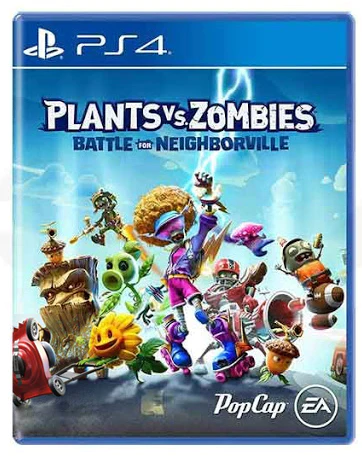 PS4
PLANTS VS. ZOMBIES
BATTLE FOR NEIGHBORVILLE
PopCap
EA